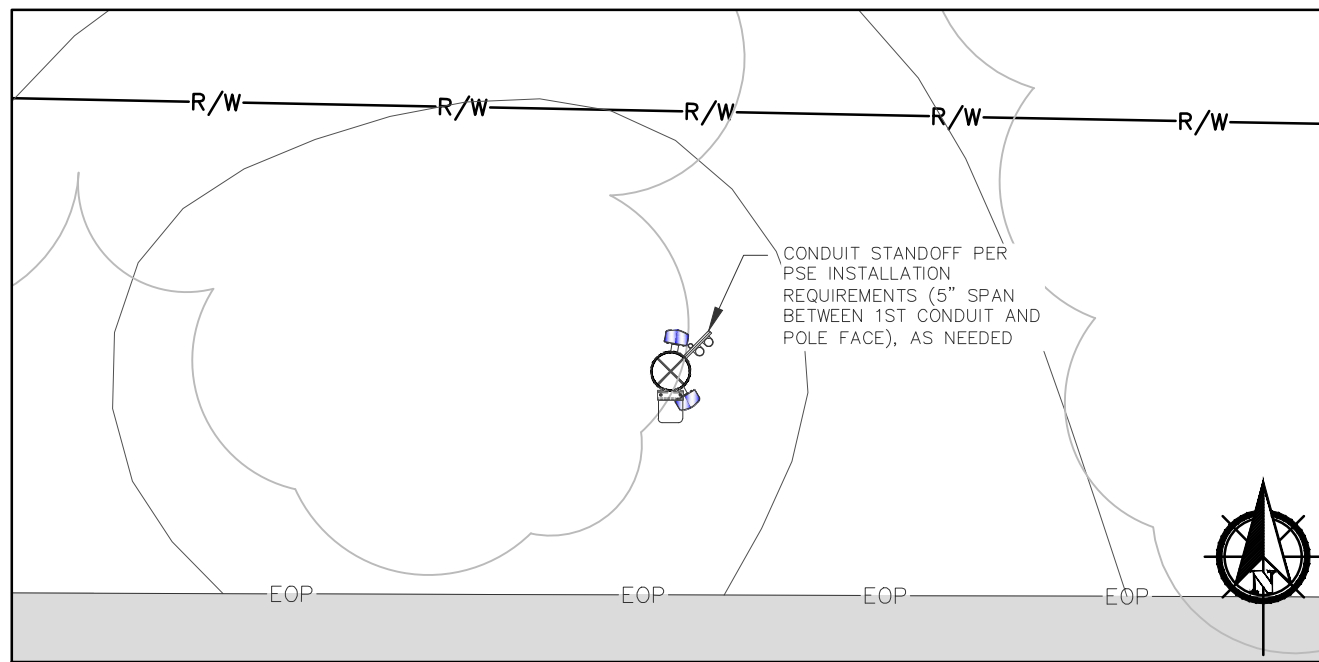 R/W R/W R/W R/W R/W
CONDUIT STANDOFF PER
PSE INSTALLATION
REQUIREMENTS (5" SPAN
BETWEEN 1ST CONDUIT AND
POLE FACE), AS NEEDED
N
EOP EOP EOP EOP